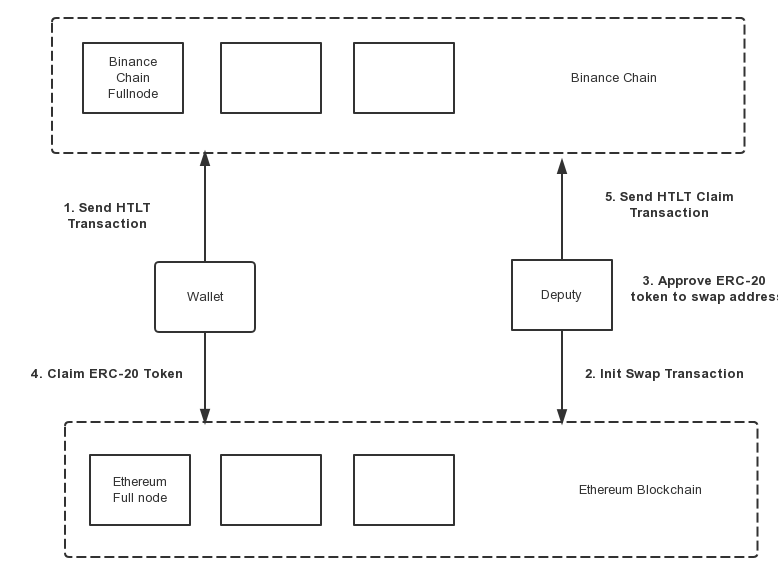 Binance
Chain
Fullnode
Binance Chain
1. Send HTLT
Transaction
5. Send HTLT Claim
Transaction
Wallet
Deputy
3. Approve ERC-20
token to swap address
4. Claim ERC-20 Token
2. Init Swap Transaction
Ethereum
Full node
Ethereum Blockchain